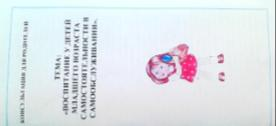 КОНСУЛЬТАЦИЯ ДЛЯ РОДИТЕЛЕЙ
ТЕМА:
«ВОСПИТАНИЕ У ДЕТЕЙ
МЛАДШЕГО ВОЗРАСТА
САМОСТОЯТЕЛЬНОСТИ В
САМООБСЛУЖИВАНИИ».